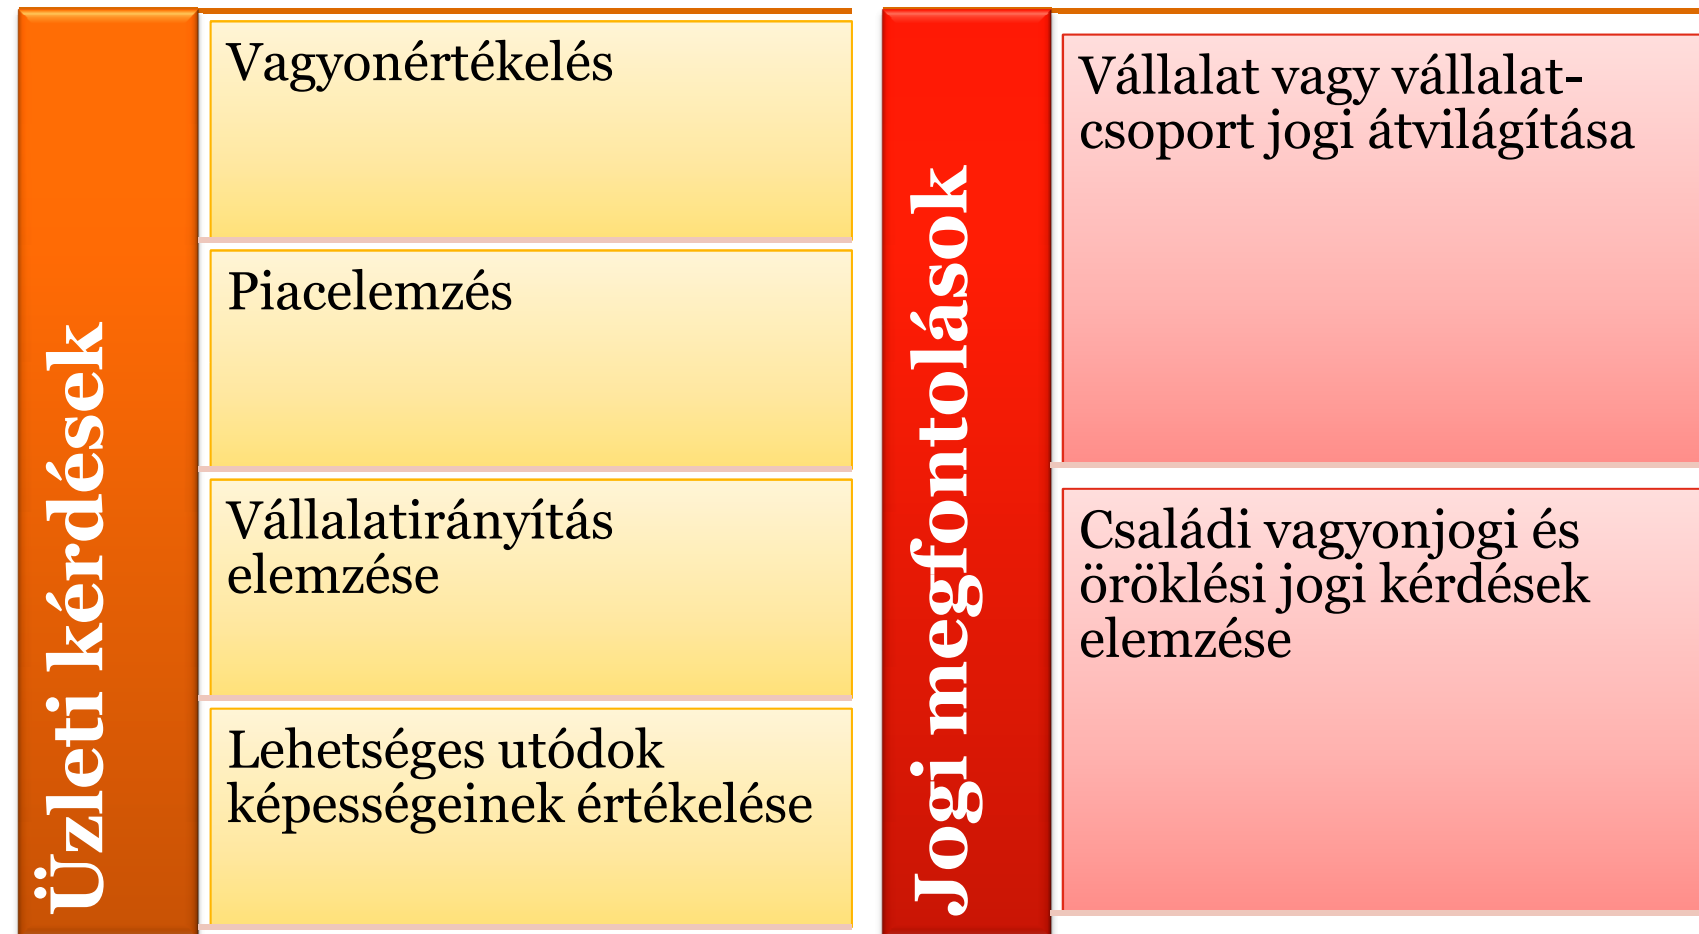 Üzleti kérdések
Vagyonértékelés
Piacelemzés
Vállalatirányítás
elemzése
Lehetséges utódok
képességeinek értékelése
Jogi megfontolások
Vállalat vagy vállalat-
csoport jogi átvilágítása
Családi vagyonjogi és
öröklési jogi kérdések
elemzése